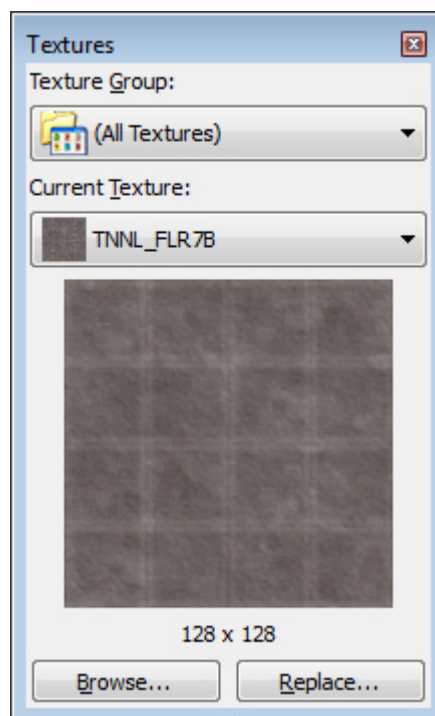 Textures
Texture Group:
(All Textures)
Current Texture:
TNNL_FLR7B
128 x 128
Browse...
Replace...